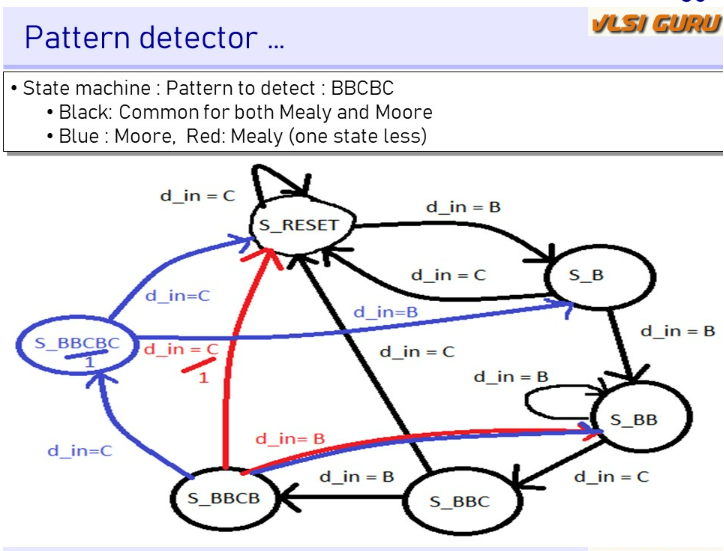 VLSI GURU
Pattern detector ...
• State machine : Pattern to detect : BBCBC
• Black: Common for both Mealy and Moore
• Blue : Moore, Red: Mealy (one state less)
d_in = C
S_RESET
d_in = B
d_in = C
S_B
d_in=C
d_in=B
d_in = B
S_BBCBC
1
d_in = C
1
d_in = C
d_in = B
S_BB
d_in= B
d_in=C
d_in = B
d_in = C
S_BBCB
S_BBC